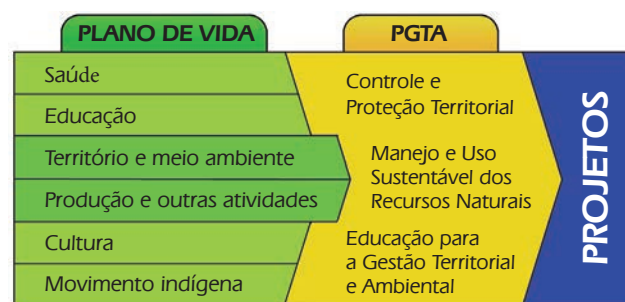 PLANO DE VIDA
Saúde
Educação
Território e meio ambiente
Produção e outras atividades
Cultura
Movimento indígena
PGTA
Controle e
Proteção Territorial
Manejo e Uso
Sustentável dos
Recursos Naturais
Educação para
a Gestão Territorial
e Ambiental
PROJETOS